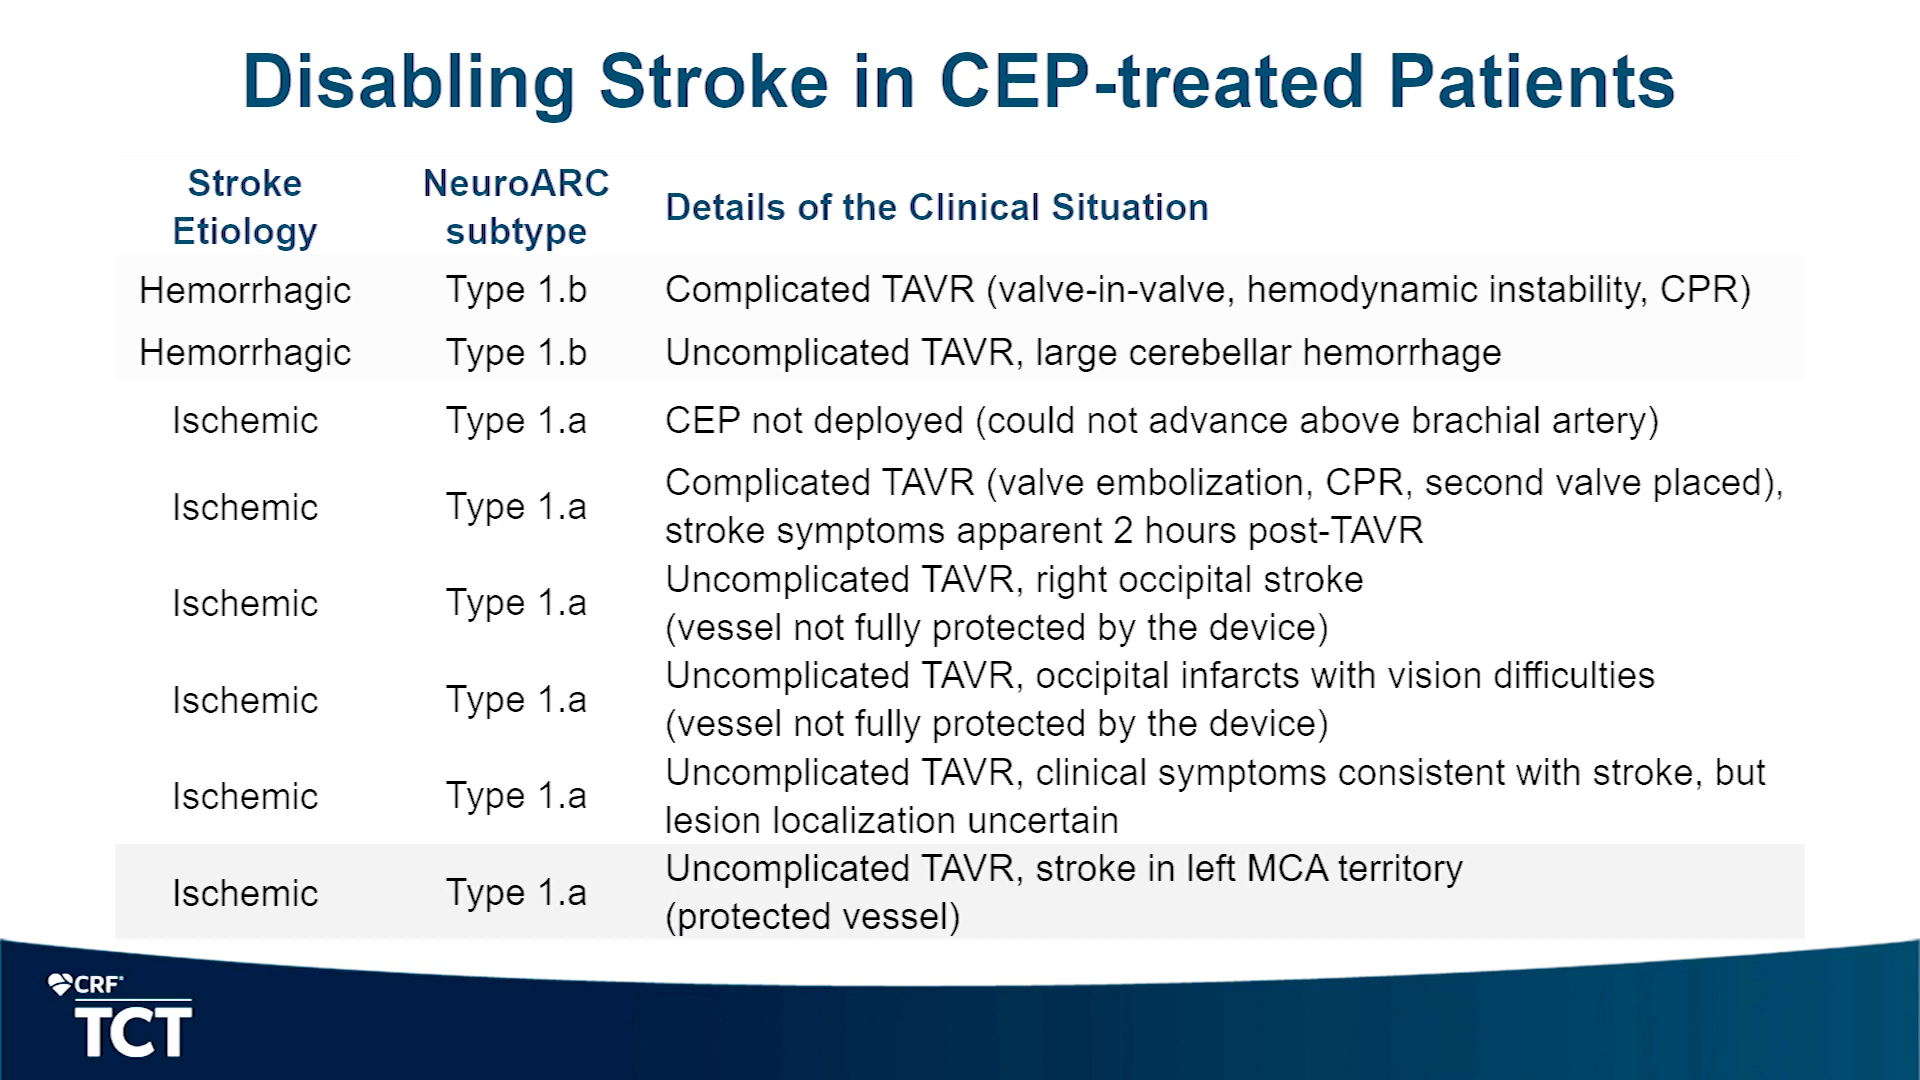 Disabling Stroke in CEP-treated Patients
Stroke Etiology
NeuroARC subtype
Details of the Clinical Situation
Hemorrhagic Type 1.b Complicated TAVR (valve-in-valve, hemodynamic instability, CPR)
Hemorrhagic Type 1.b Uncomplicated TAVR, large cerebellar hemorrhage
Ischemic Type 1.a CEP not deployed (could not advance above brachial artery)
Ischemic Type 1.a Complicated TAVR (valve embolization, CPR, second valve placed),
stroke symptoms apparent 2 hours post-TAVR
Ischemic Type 1.a Uncomplicated TAVR, right occipital stroke
(vessel not fully protected by the device)
Ischemic Type 1.a Uncomplicated TAVR, occipital infarcts with vision difficulties
(vessel not fully protected by the device)
Ischemic Type 1.a Uncomplicated TAVR, clinical symptoms consistent with stroke, but
lesion localization uncertain
Ischemic Type 1.a Uncomplicated TAVR, stroke in left MCA territory
(protected vessel)
CRF®
TCT